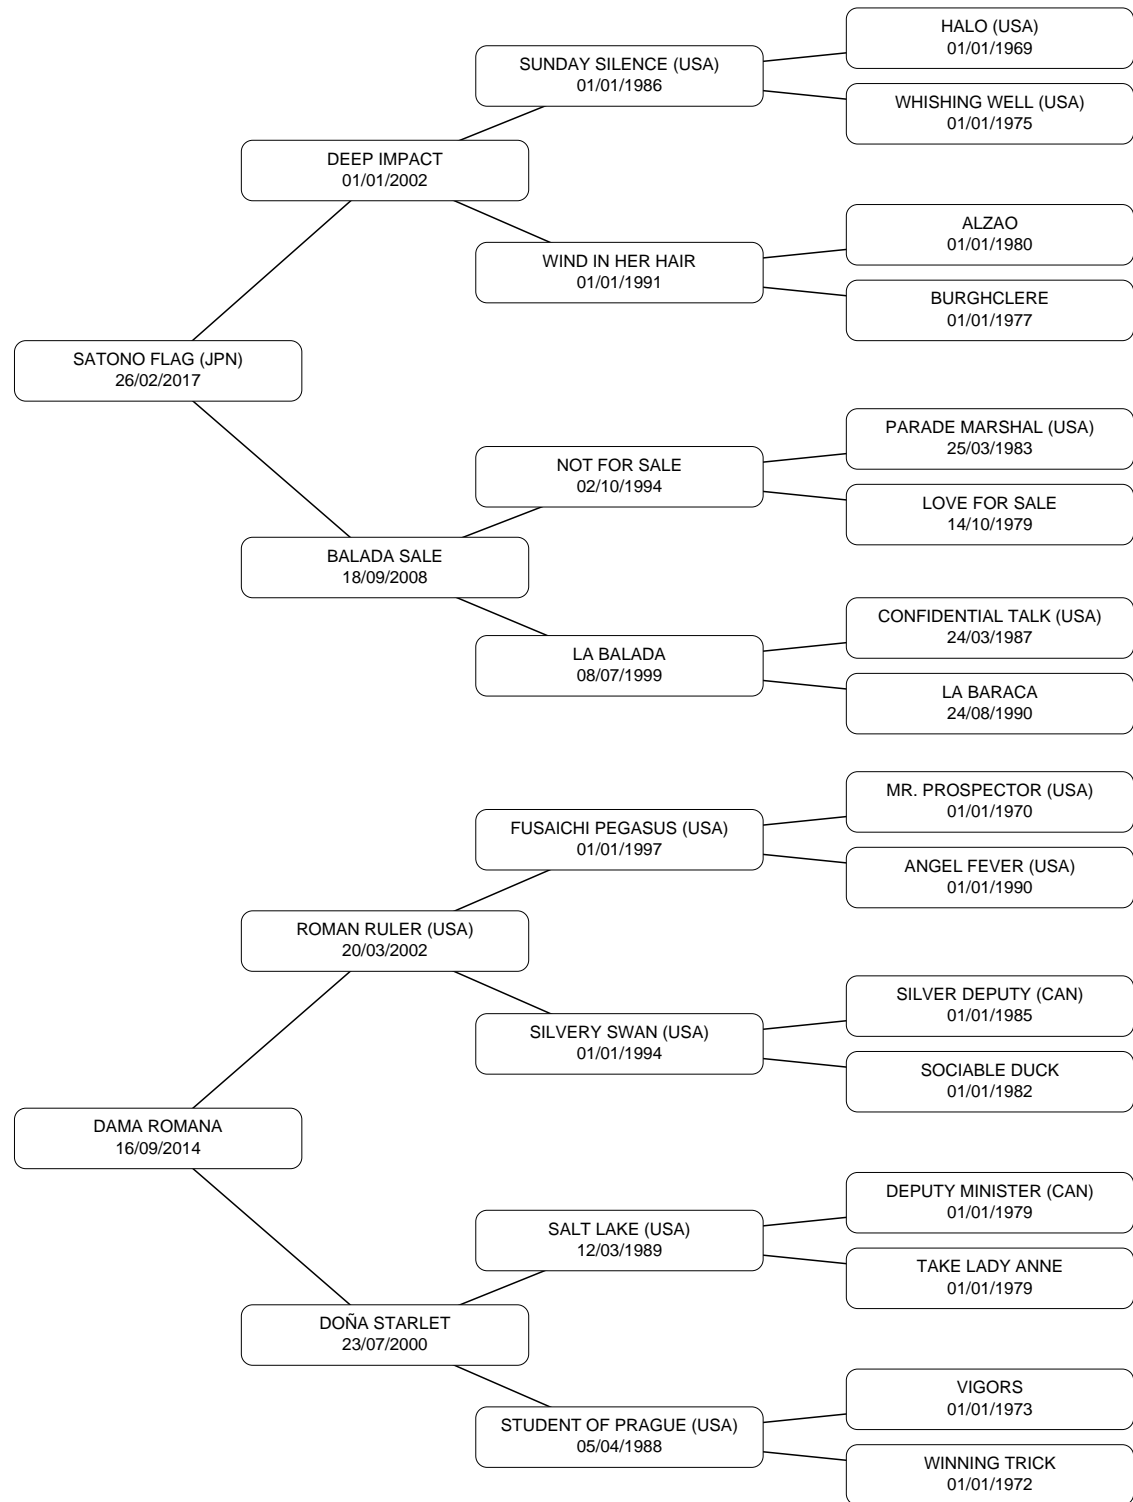 HALO (USA)
01/01/1969
SUNDAY SILENCE (USA)
01/01/1986
WHISHING WELL (USA)
01/01/1975
DEEP IMPACT
01/01/2002
ALZAO
01/01/1980
WIND IN HER HAIR
01/01/1991
BURGHCLERE
01/01/1977
SATONO FLAG (JPN)
26/02/2017
PARADE MARSHAL (USA)
25/03/1983
NOT FOR SALE
02/10/1994
LOVE FOR SALE
14/10/1979
BALADA SALE
18/09/2008
CONFIDENTIAL TALK (USA)
24/03/1987
LA BALADA
08/07/1999
LA BARACA
24/08/1990
MR. PROSPECTOR (USA)
01/01/1970
FUSAICHI PEGASUS (USA)
01/01/1997
ANGEL FEVER (USA)
01/01/1990
ROMAN RULER (USA)
20/03/2002
SILVER DEPUTY (CAN)
01/01/1985
SILVERY SWAN (USA)
01/01/1994
SOCIABLE DUCK
01/01/1982
DAMA ROMANA
16/09/2014
DEPUTY MINISTER (CAN)
01/01/1979
SALT LAKE (USA)
12/03/1989
TAKE LADY ANNE
01/01/1979
DOÑA STARLET
23/07/2000
VIGORS
01/01/1973
STUDENT OF PRAGUE (USA)
05/04/1988
WINNING TRICK
01/01/1972